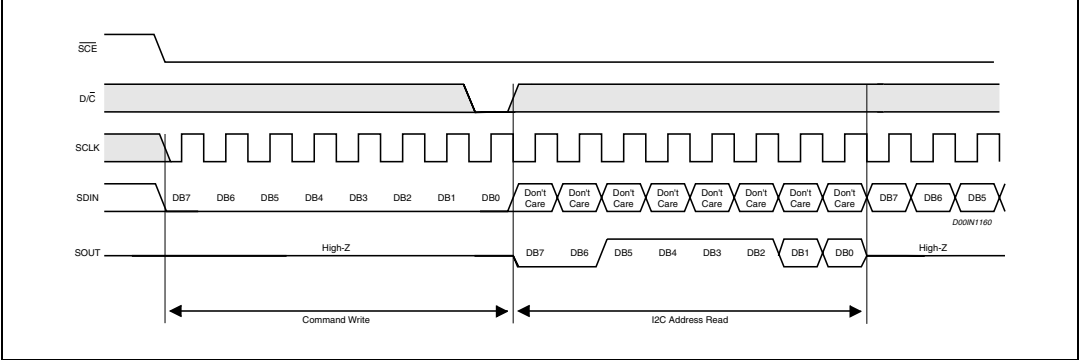 SCE
D/C
SCLK
SDIN DB7 DB6 DB5 DB4 DB3 DB2 DB1 DB0 Don't Care Don't Care Don't Care Don't Care Don't Care Don't Care Don't Care Don't Care DB7 DB6 DB5
D00IN1160
SOUT High-Z DB7 DB6 DB5 DB4 DB3 DB2 DB1 DB0 High-Z
Command Write I2C Address Read